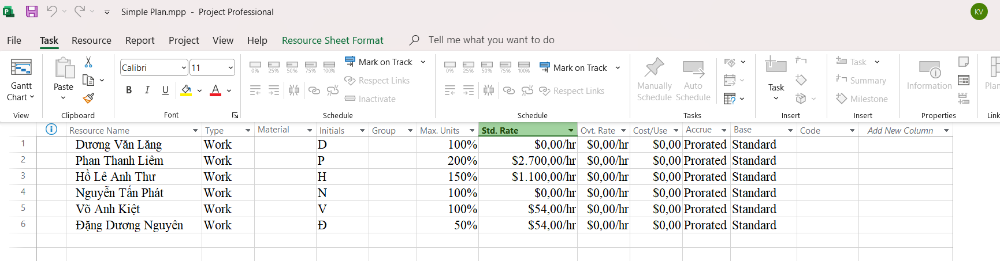 Simple Plan.mpp - Project Professional
KV
File Task Resource Report Project View Help Resource Sheet Format Tell me what you want to do
Gantt Chart
View
Paste
Clipboard
Calibri 11
B I U A
Font
0% 25% 50% 75% 100% Mark on Track
Respect Links
Inactivate
Schedule
0% 25% 50% 75% 100% Mark on Track
Respect Links
Schedule
Manually Schedule
Auto Schedule
Tasks
Task
Insert
Task
Summary
Milestone
Insert
Information
Properties
Plan
Link
Resource Name Type Material Initials Group Max. Units Std. Rate Ovt. Rate Cost/Use Accrue Base Code Add New Column
1 Dương Văn Lăng Work D 100% $0,00/hr $0,00/hr $0,00 Prorated Standard
2 Phan Thanh Liêm Work P 200% $2.700,00/hr $0,00/hr $0,00 Prorated Standard
3 Hồ Lê Anh Thư Work H 150% $1.100,00/hr $0,00/hr $0,00 Prorated Standard
4 Nguyễn Tấn Phát Work N 100% $0,00/hr $0,00/hr $0,00 Prorated Standard
5 Võ Anh Kiệt Work V 100% $54,00/hr $0,00/hr $0,00 Prorated Standard
6 Đặng Dương Nguyên Work Đ 50% $54,00/hr $0,00/hr $0,00 Prorated Standard